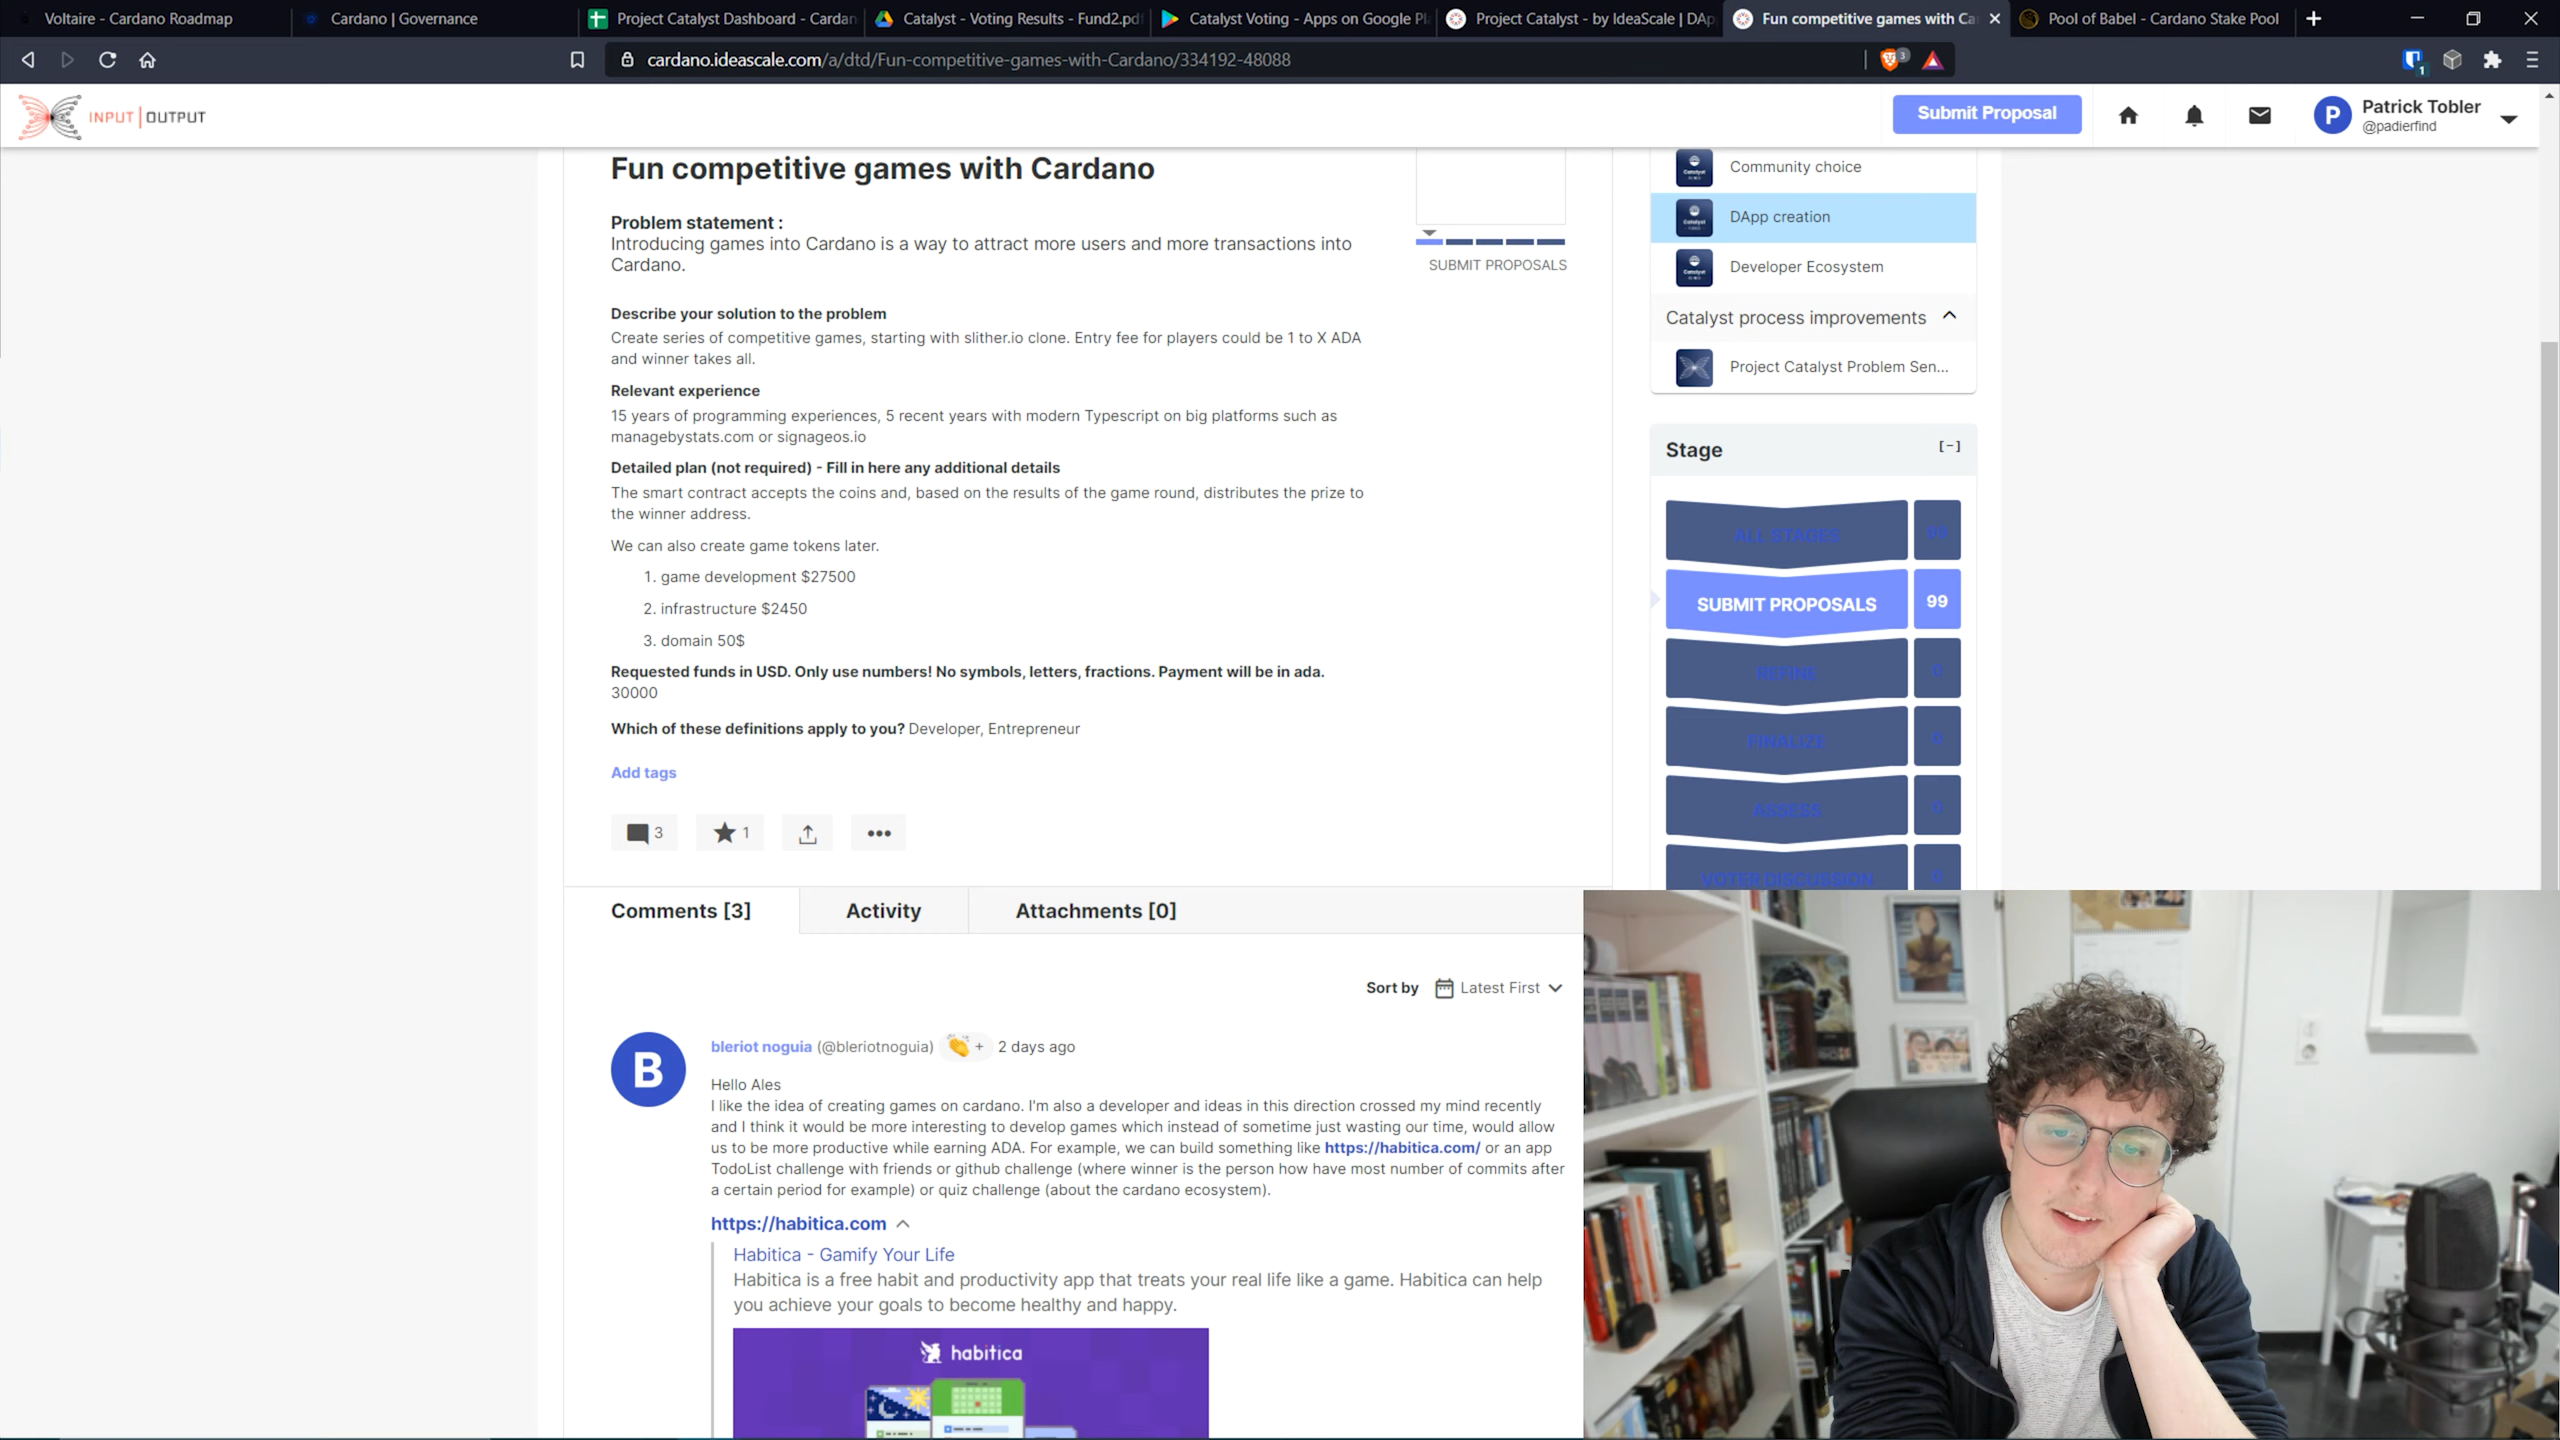 Voltaire - Cardano Roadmap
Cardano | Governance
Project Catalyst Dashboard - Cardan
Catalyst - Voting Results - Fund2.pdf
Catalyst Voting - Apps on Google Pl
Project Catalyst - by IdeaScale | DAp
Fun competitive games with Ca
Pool of Babel - Cardano Stake Pool
cardano.ideascale.com/a/dtd/Fun-competitive-games-with-Cardano/334192-48088
3
1
INPUT | OUTPUT
Submit Proposal
P
Patrick Tobler
@padierfind
Fun competitive games with Cardano
Problem statement :
Introducing games into Cardano is a way to attract more users and more transactions into
Cardano.
SUBMIT PROPOSALS
Describe your solution to the problem
Create series of competitive games, starting with slither.io clone. Entry fee for players could be 1 to X ADA
and winner takes all.
Relevant experience
15 years of programming experiences, 5 recent years with modern Typescript on big platforms such as
managebystats.com or signageos.io
Detailed plan (not required) - Fill in here any additional details
The smart contract accepts the coins and, based on the results of the game round, distributes the prize to
the winner address.
We can also create game tokens later.
1. game development $27500
2. infrastructure $2450
3. domain 50$
Requested funds in USD. Only use numbers! No symbols, letters, fractions. Payment will be in ada.
30000
Which of these definitions apply to you? Developer, Entrepreneur
Add tags
3
1
Comments [3]
Activity
Attachments [0]
Sort by
Latest First
B
bleriot noguia (@bleriotnoguia) + 2 days ago
Hello Ales
I like the idea of creating games on cardano. I'm also a developer and ideas in this direction crossed my mind recently
and I think it would be more interesting to develop games which instead of sometime just wasting our time, would allow
us to be more productive while earning ADA. For example, we can build something like https://habitica.com/ or an app
TodoList challenge with friends or github challenge (where winner is the person how have most number of commits after
a certain period for example) or quiz challenge (about the cardano ecosystem).
https://habitica.com
Habitica - Gamify Your Life
Habitica is a free habit and productivity app that treats your real life like a game. Habitica can help
you achieve your goals to become healthy and happy.
habitica
Community choice
DApp creation
Developer Ecosystem
Catalyst process improvements
Project Catalyst Problem Sen...
Stage
[-]
ALL STAGES
SUBMIT PROPOSALS
99
REFINE
0
FINALIZE
0
ASSESS
0
VOTER DISCUSSION
0